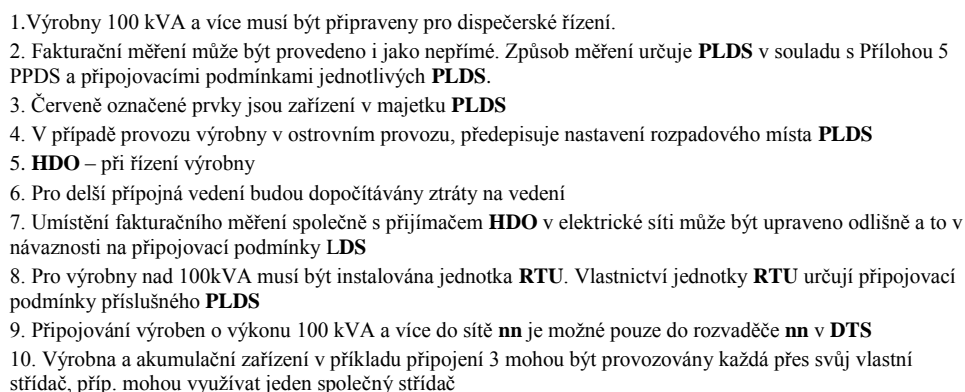 1.Výrobny 100 kVA a více musí být připraveny pro dispečerské řízení.
2. Fakturační měření může být provedeno i jako nepřímé. Způsob měření určuje PLDS v souladu s Přílohou 5
PPDS a připojovacími podmínkami jednotlivých PLDS.
3. Červeně označené prvky jsou zařízení v majetku PLDS
4. V případě provozu výrobny v ostrovním provozu, předepisuje nastavení rozpadového místa PLDS
5. HDO – při řízení výrobny
6. Pro delší přípojná vedení budou dopočítávány ztráty na vedení
7. Umístění fakturačního měření společně s přijímačem HDO v elektrické síti může být upraveno odlišně a to v
návaznosti na připojovací podmínky LDS
8. Pro výrobny nad 100kVA musí být instalována jednotka RTU. Vlastnictví jednotky RTU určují připojovací
podmínky příslušného PLDS
9. Připojování výroben o výkonu 100 kVA a více do sítě nn je možné pouze do rozvaděče nn v DTS
10. Výrobna a akumulační zařízení v příkladu připojení 3 mohou být provozovány každá přes svůj vlastní
střídač, příp. mohou využívat jeden společný střídač